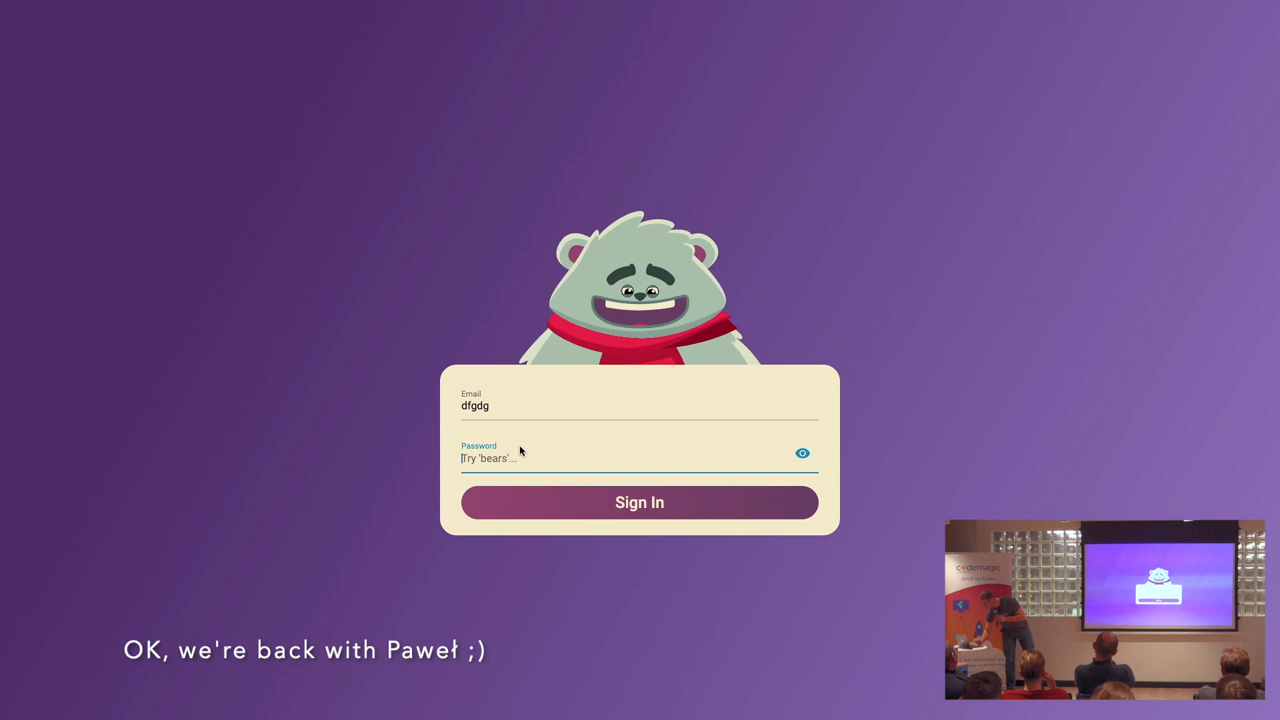 Email
dfgdg
Password
Try 'bears'...
Sign In
codemagic
OK, we're back with Paweł ;)